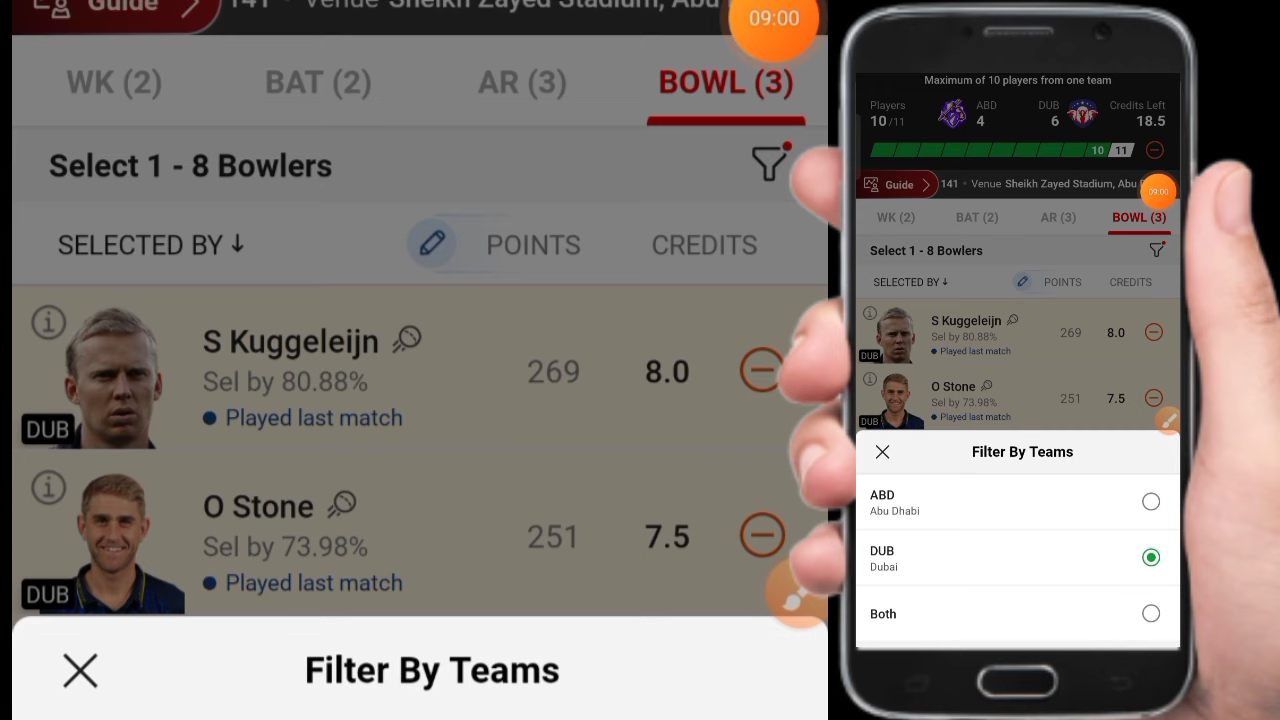 Guide
141 • Venue Sheikh Zayed Stadium, Abu
09:00
WK (2)
BAT (2)
AR (3)
BOWL (3)
Select 1 - 8 Bowlers
SELECTED BY ↓
POINTS
CREDITS
S Kuggeleijn
Sel by 80.88%
269
8.0
Played last match
DUB
O Stone
Sel by 73.98%
251
7.5
Played last match
DUB
Filter By Teams
Maximum of 10 players from one team
Players
ABD
DUB
Credits Left
10/11
4
6
18.5
10
11
Guide
141 • Venue Sheikh Zayed Stadium, Abu
09:00
WK (2)
BAT (2)
AR (3)
BOWL (3)
Select 1 - 8 Bowlers
SELECTED BY ↓
POINTS
CREDITS
S Kuggeleijn
Sel by 80.88%
269
8.0
Played last match
DUB
O Stone
Sel by 73.98%
251
7.5
Played last match
DUB
Filter By Teams
ABD
Abu Dhabi
DUB
Dubai
Both